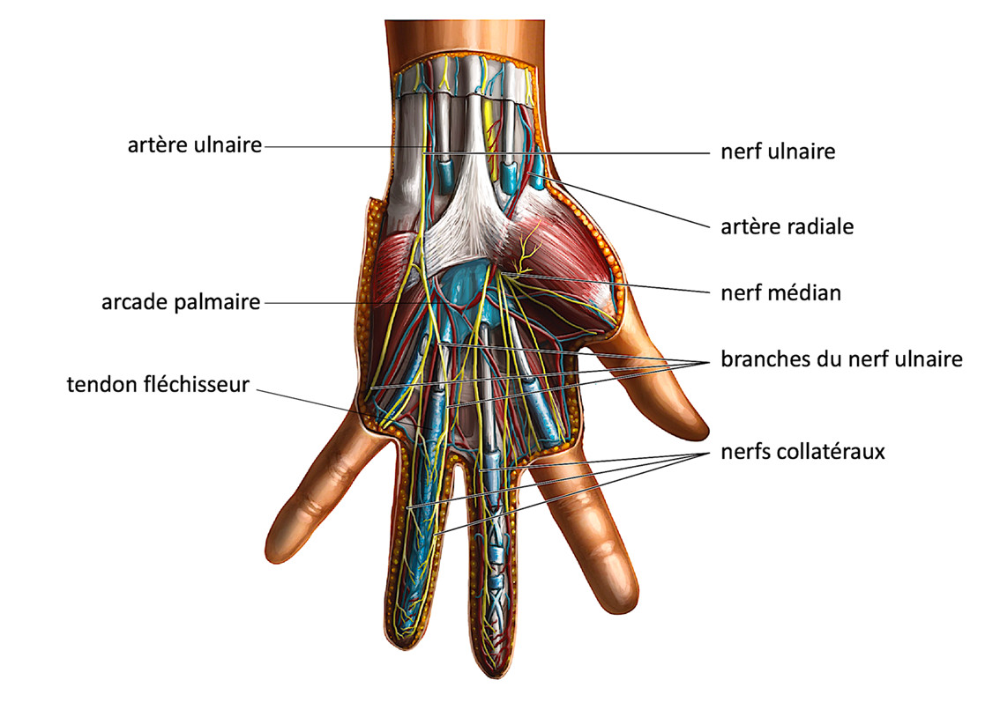 artère ulnaire
nerf ulnaire
artère radiale
nerf médian
arcade palmaire
branches du nerf ulnaire
tendon fléchisseur
nerfs collatéraux